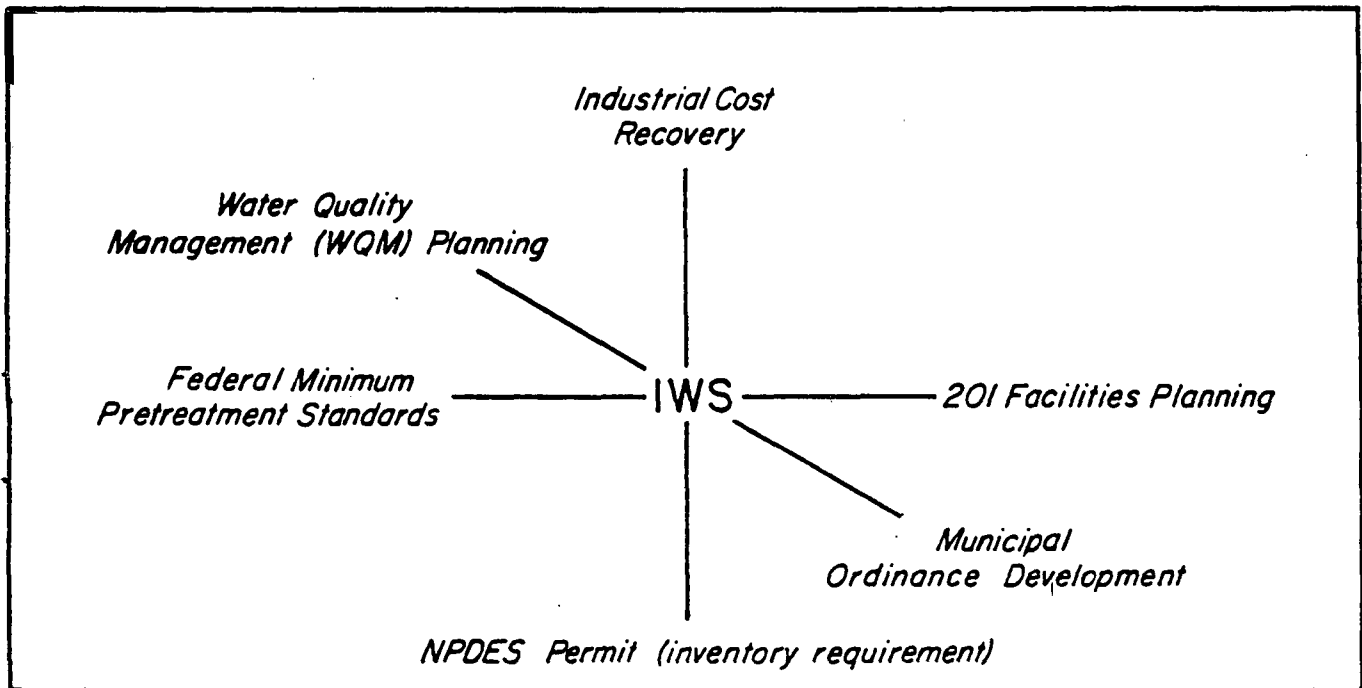 Industrial Cost
Recovery
Water Quality
Management (WQM) Planning
Federal Minimum
Pretreatment Standards
IWS
201 Facilities Planning
Municipal
Ordinance Development
NPDES Permit (inventory requirement)